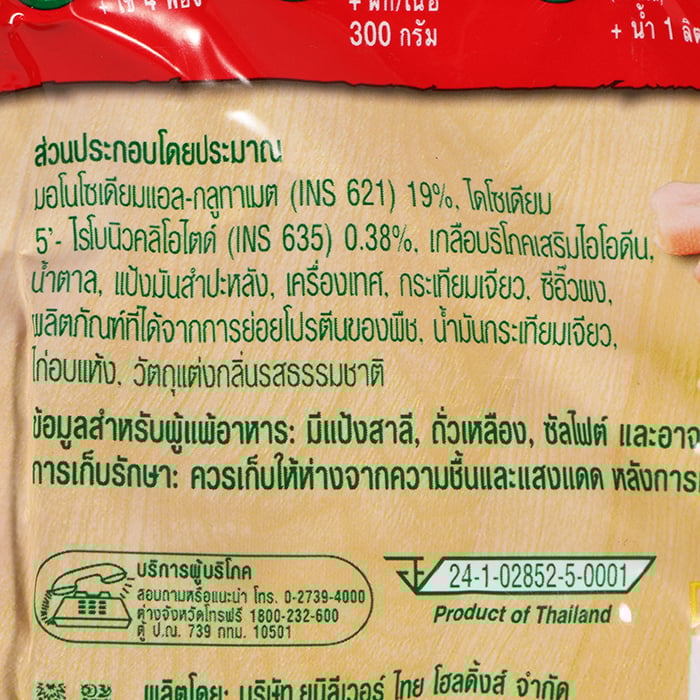 + ไข่ 4 ฟอง
+ ผัก/เนื้อ
300 กรัม
+ น้ำ 1 ลิต
ส่วนประกอบโดยประมาณ
มอโนโซเดียมแอล-กลูทาเมต (INS 621) 19%, ไดโซเดียม
5'- ไรโบนิวคลิโอไตด์ (INS 635) 0.38%, เกลือบริโภคเสริมไอโอดีน,
น้ำตาล, แป้งมันสำปะหลัง, เครื่องเทศ, กระเทียมเจียว, ซีอิ๊วผง,
ผลิตภัณฑ์ที่ได้จากการย่อยโปรตีนของพืช, น้ำมันกระเทียมเจียว,
ไก่อบแห้ง, วัตถุแต่งกลิ่นรสธรรมชาติ
ข้อมูลสำหรับผู้แพ้อาหาร: มีแป้งสาลี, ถั่วเหลือง, ซัลไฟต์ และอาจ
การเก็บรักษา: ควรเก็บให้ห่างจากความชื้นและแสงแดด หลังการ
บริการผู้บริโภค
สอบถามหรือแนะนำ โทร. 0-2739-4000
ต่างจังหวัดโทรฟรี 1800-232-600
ตู้ ป.ณ. 739 กทม. 10501
24-1-02852-5-0001
Product of Thailand
ผลิตโดย: บริษัท ยูนิลีเวอร์ ไทย โฮลดิ้งส์ จำกัด